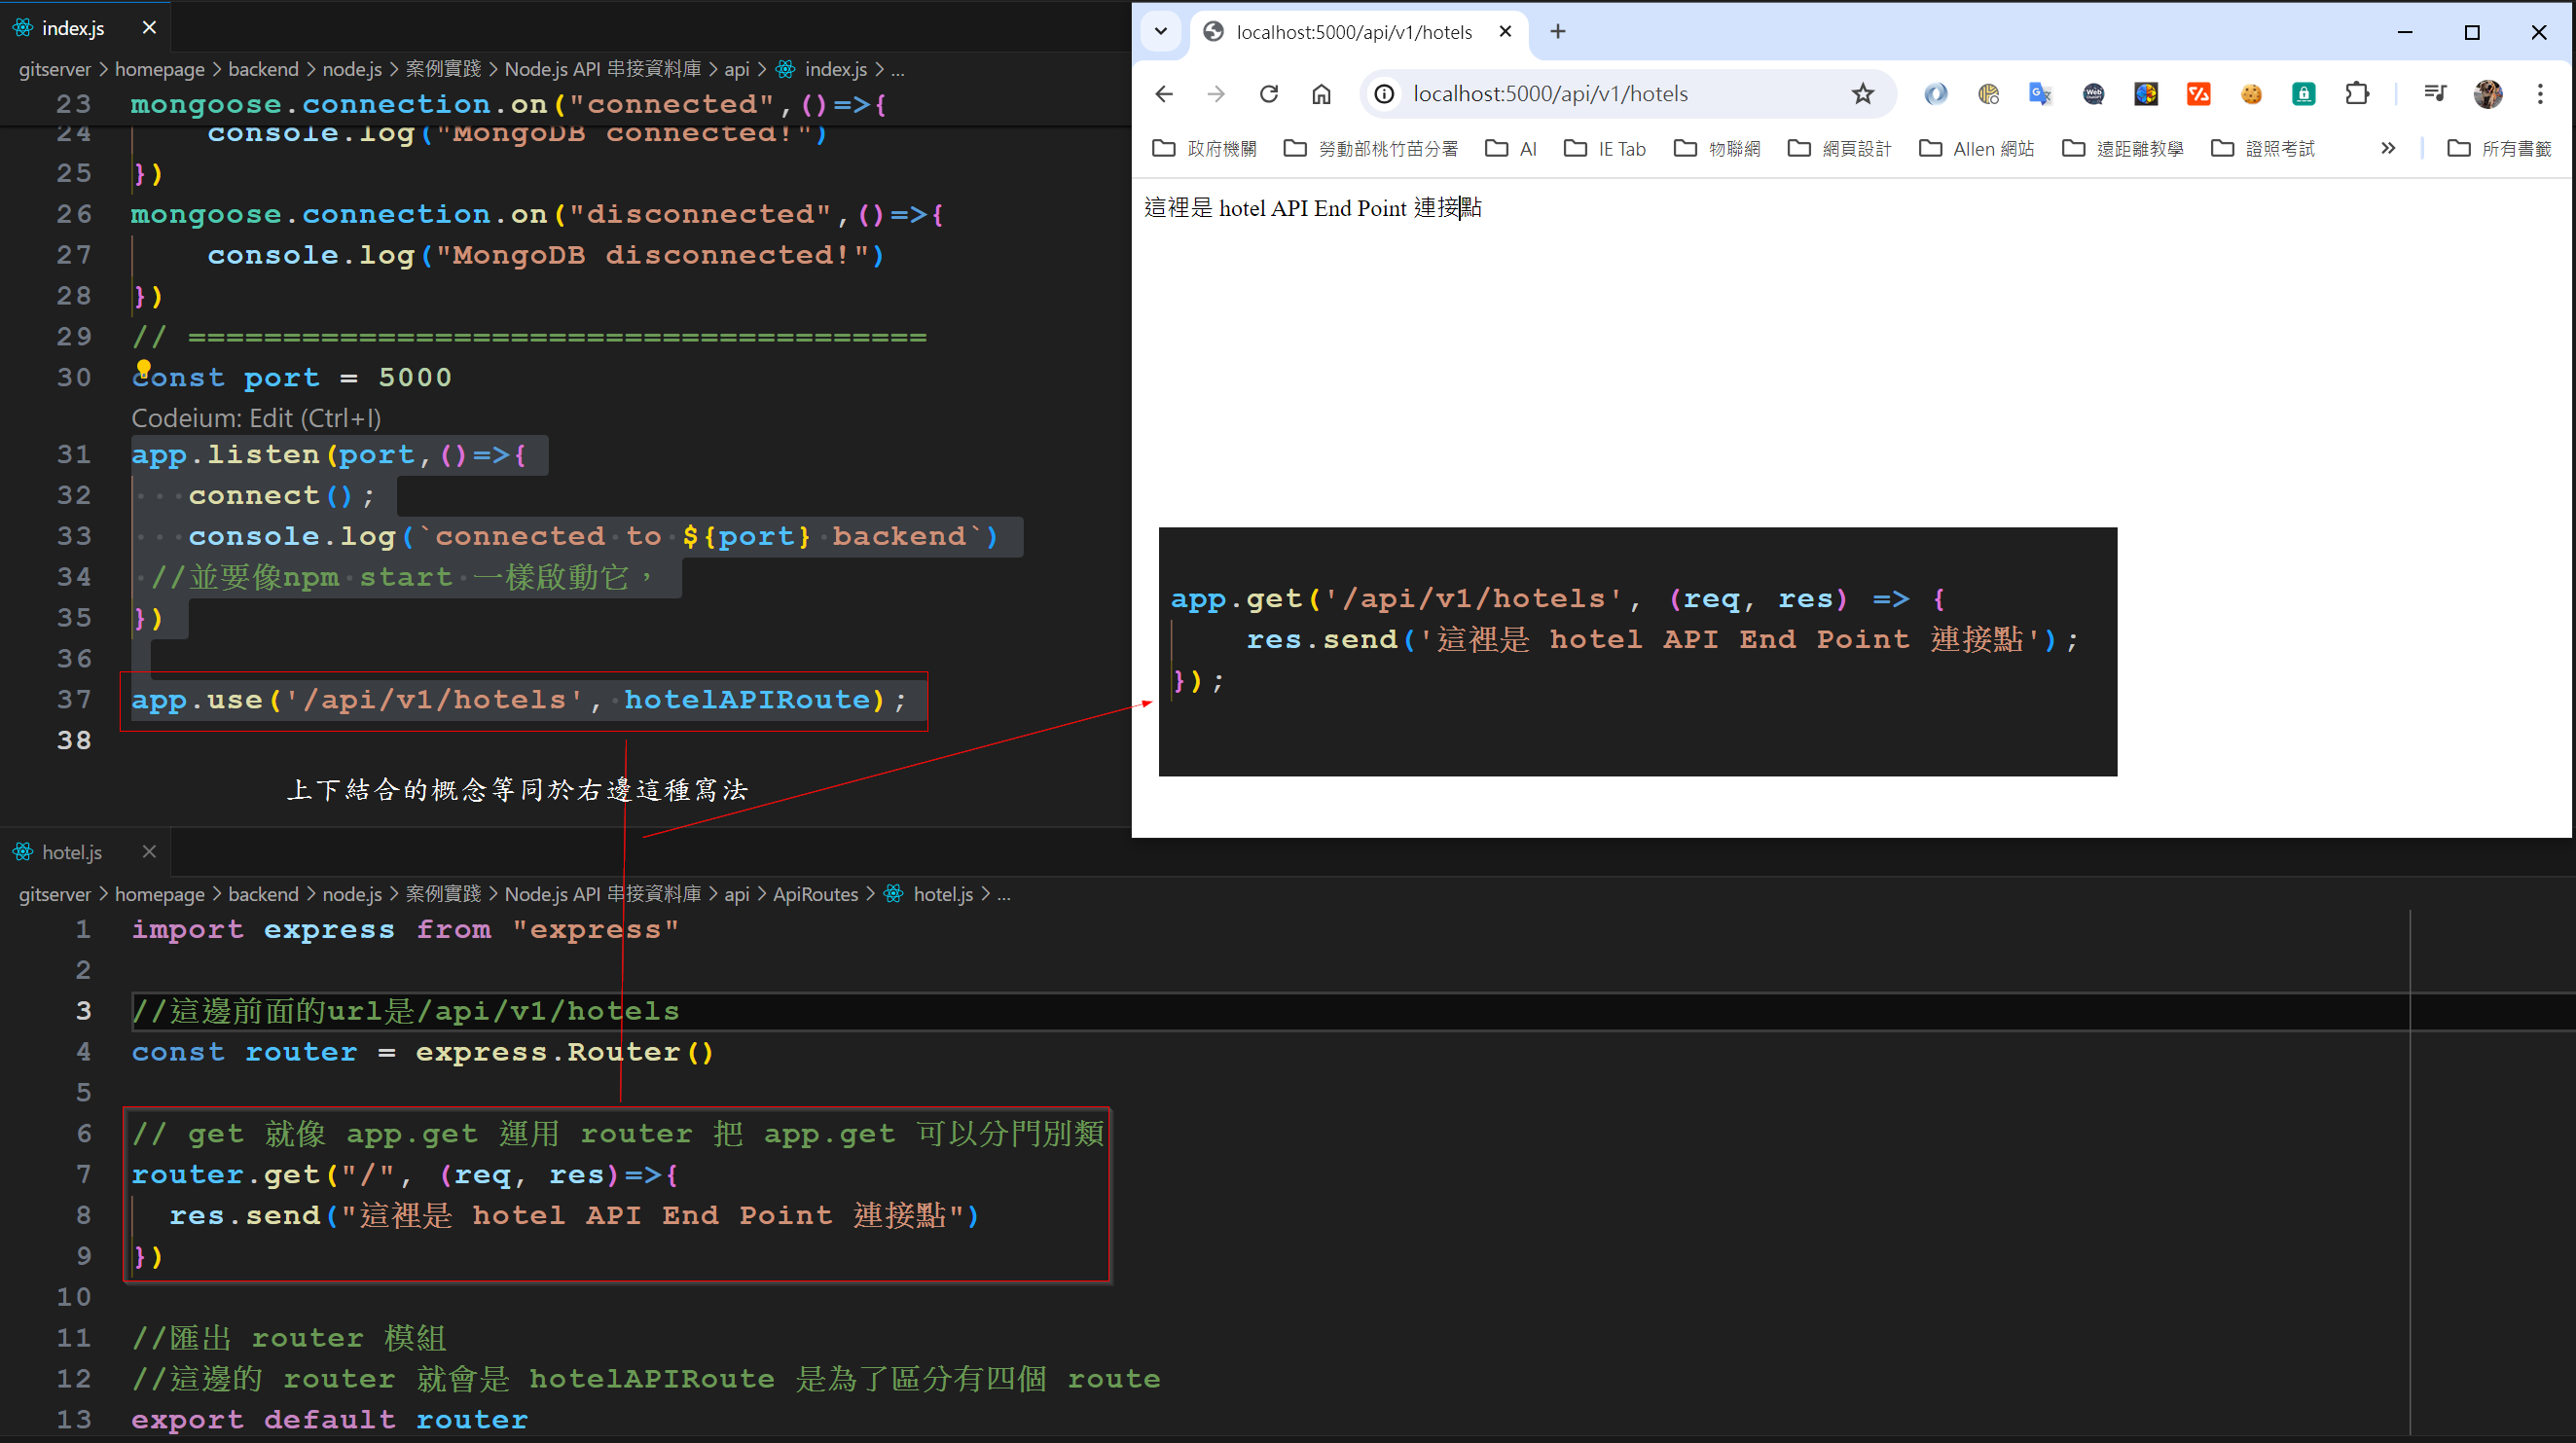 index.js
gitserver > homepage > backend > node.js > 案例實踐 > Node.js API 串接資料庫 > api > index.js > ...
23 mongoose.connection.on("connected",()=>{
24 console.log("MongoDB connected!")
25 })
26 mongoose.connection.on("disconnected",()=>{
27 console.log("MongoDB disconnected!")
28 })
29 // =======================================
30 const port = 5000
Codeium: Edit (Ctrl+I)
31 app.listen(port,()=>{
32 connect();
33 console.log(`connected to ${port} backend`)
34 //並要像npm start 一樣啟動它，
35 })
36
37 app.use('/api/v1/hotels', hotelAPIRoute);
38
上下結合的概念等同於右邊這種寫法
localhost:5000/api/v1/hotels
localhost:5000/api/v1/hotels
政府機關 勞動部桃竹苗分署 AI IE Tab 物聯網 網頁設計 Allen 網站 遠距離教學 證照考試 » 所有書籤
這裡是 hotel API End Point 連接點
app.get('/api/v1/hotels', (req, res) => {
res.send('這裡是 hotel API End Point 連接點');
});
hotel.js
gitserver > homepage > backend > node.js > 案例實踐 > Node.js API 串接資料庫 > api > ApiRoutes > hotel.js > ...
1 import express from "express"
2
3 //這邊前面的url是/api/v1/hotels
4 const router = express.Router()
5
6 // get 就像 app.get 運用 router 把 app.get 可以分門別類
7 router.get("/", (req, res)=>{
8 res.send("這裡是 hotel API End Point 連接點")
9 })
10
11 //匯出 router 模組
12 //這邊的 router 就會是 hotelAPIRoute 是為了區分有四個 route
13 export default router